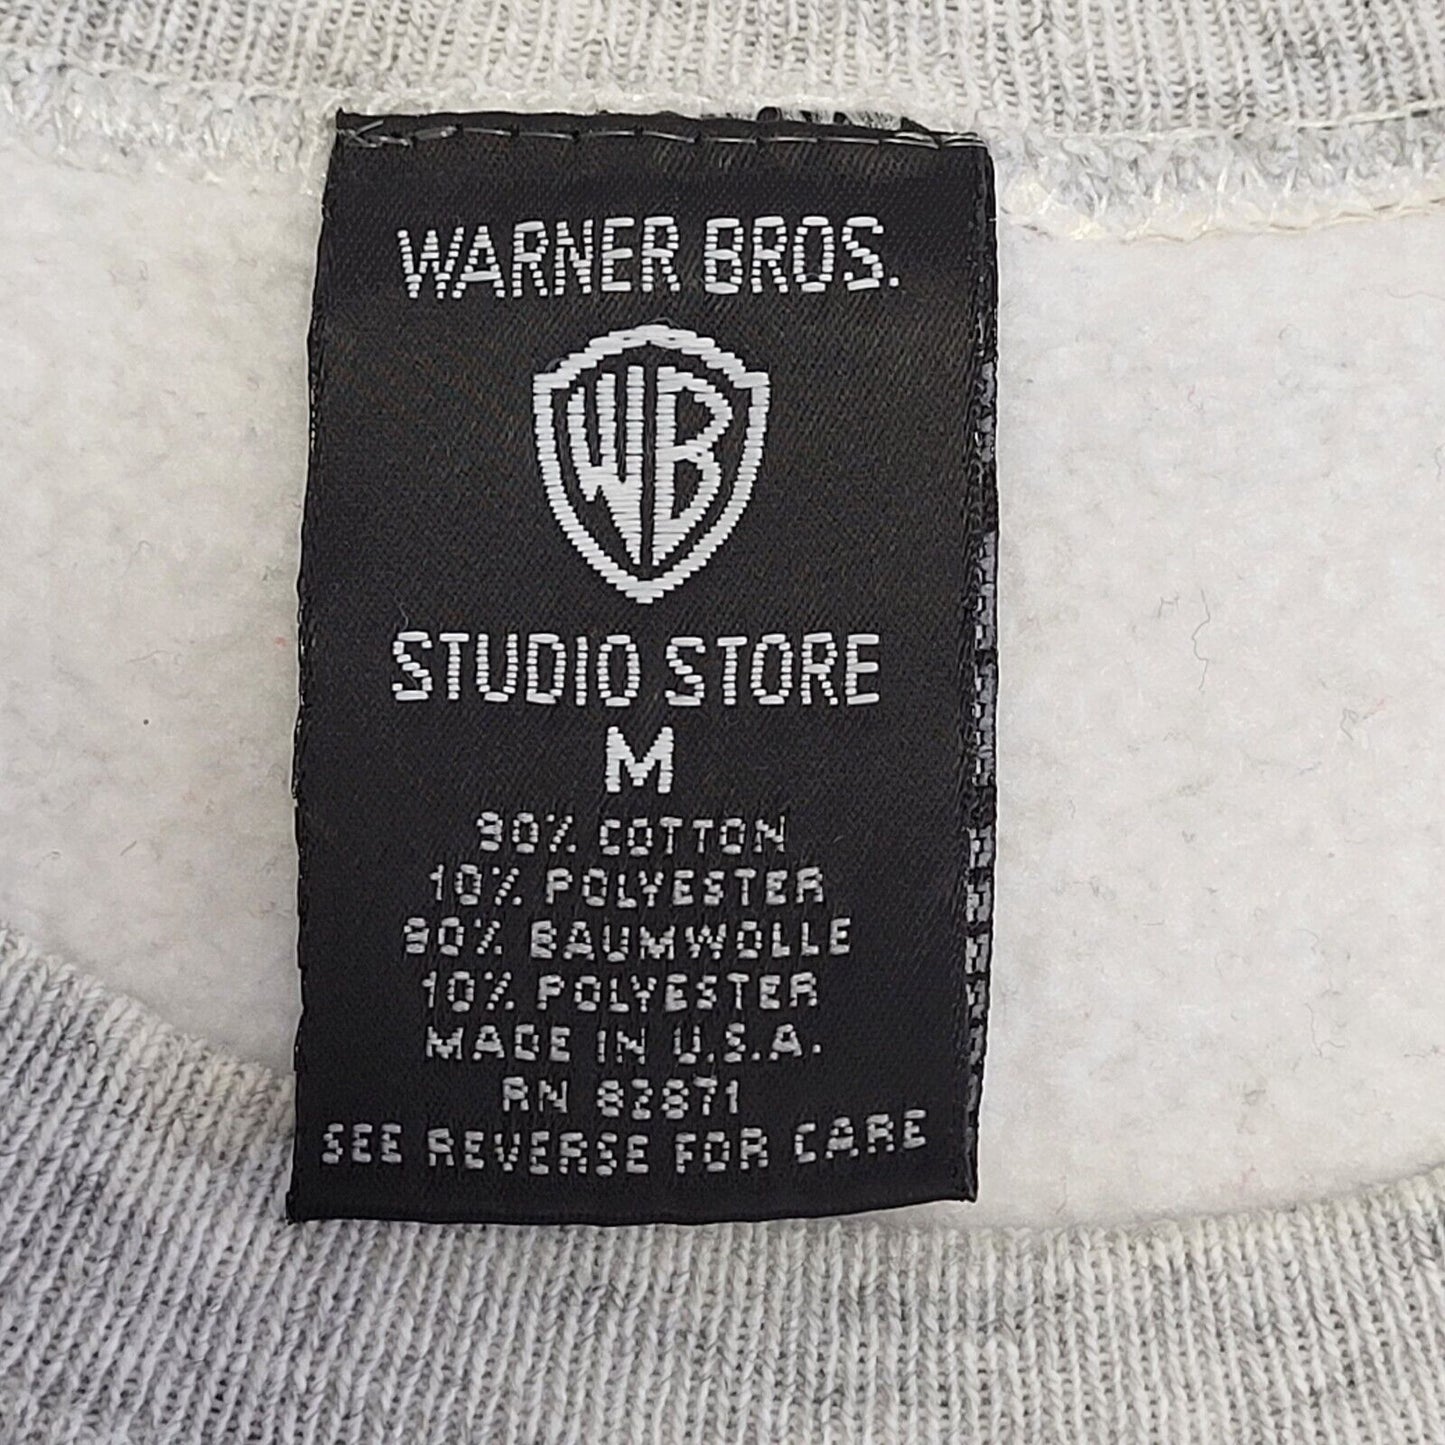 WARNER BROS.
WB
STUDIO STORE
M
90% COTTON
10% POLYESTER
90% BAUMWOLLE
10% POLYESTER
MADE IN U.S.A.
RN 82871
SEE REVERSE FOR CARE